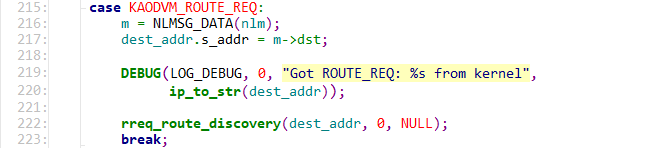 215: case KAODVM_ROUTE_REQ:
216: m = NLMSG_DATA(nlm);
217: dest_addr.s_addr = m->dst;
218:
219: DEBUG(LOG_DEBUG, 0, "Got ROUTE_REQ: %s from kernel",
220: ip_to_str(dest_addr));
221:
222: rreq_route_discovery(dest_addr, 0, NULL);
223: break;